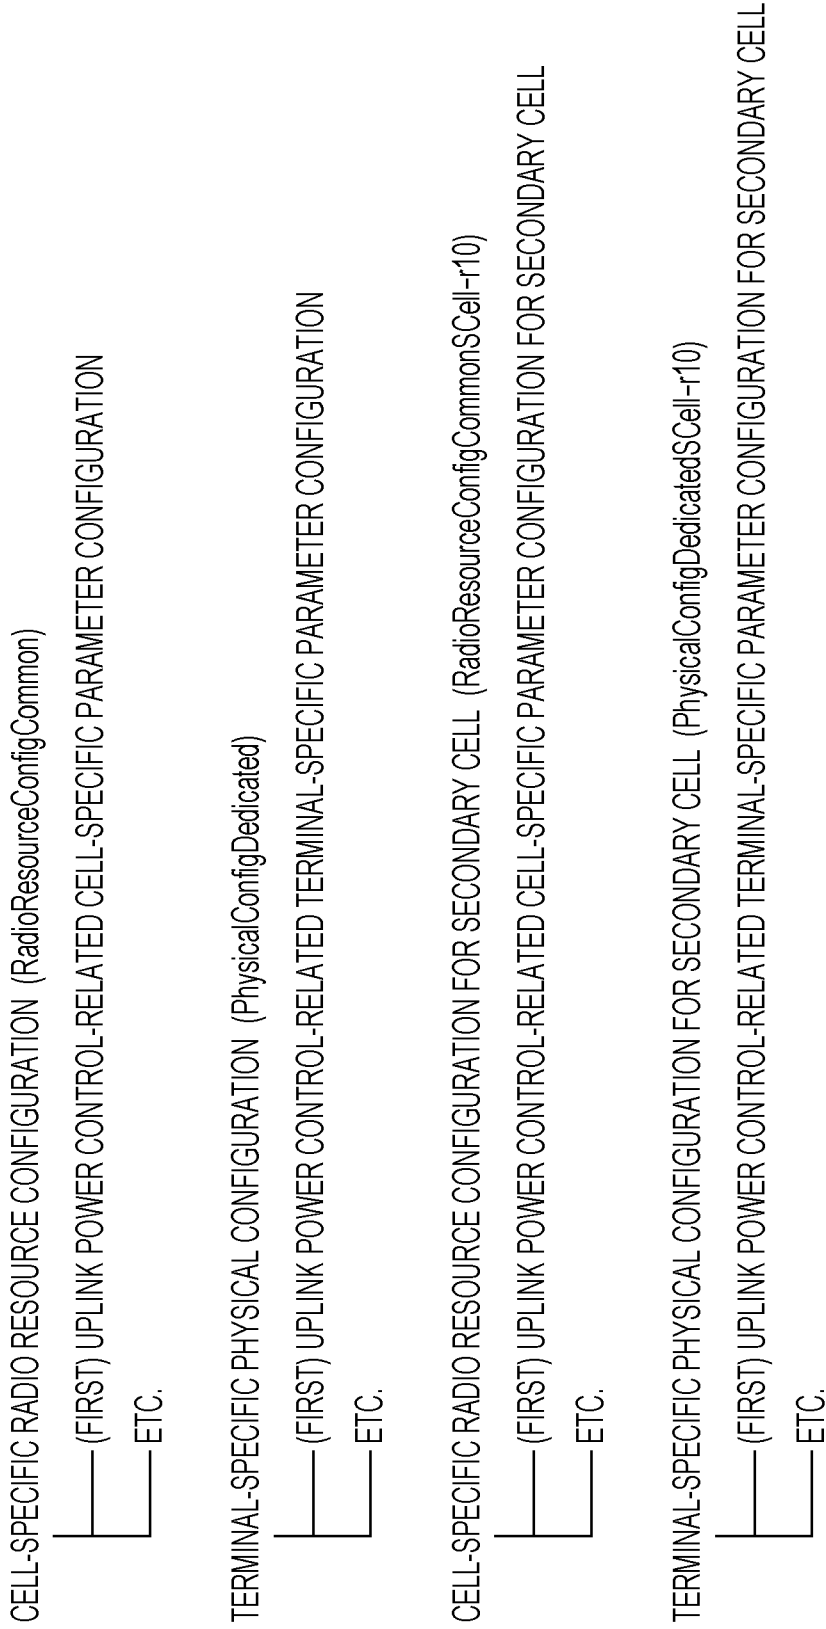 CELL-SPECIFIC RADIO RESOURCE CONFIGURATION (RadioResourceConfigCommon)
(FIRST) UPLINK POWER CONTROL-RELATED CELL-SPECIFIC PARAMETER CONFIGURATION
ETC.
TERMINAL-SPECIFIC PHYSICAL CONFIGURATION (PhysicalConfigDedicated)
(FIRST) UPLINK POWER CONTROL-RELATED TERMINAL-SPECIFIC PARAMETER CONFIGURATION
ETC.
CELL-SPECIFIC RADIO RESOURCE CONFIGURATION FOR SECONDARY CELL (RadioResourceConfigCommonSCell-r10)
(FIRST) UPLINK POWER CONTROL-RELATED CELL-SPECIFIC PARAMETER CONFIGURATION FOR SECONDARY CELL
ETC.
TERMINAL-SPECIFIC PHYSICAL CONFIGURATION FOR SECONDARY CELL (PhysicalConfigDedicatedSCell-r10)
(FIRST) UPLINK POWER CONTROL-RELATED TERMINAL-SPECIFIC PARAMETER CONFIGURATION FOR SECONDARY CELL
ETC.